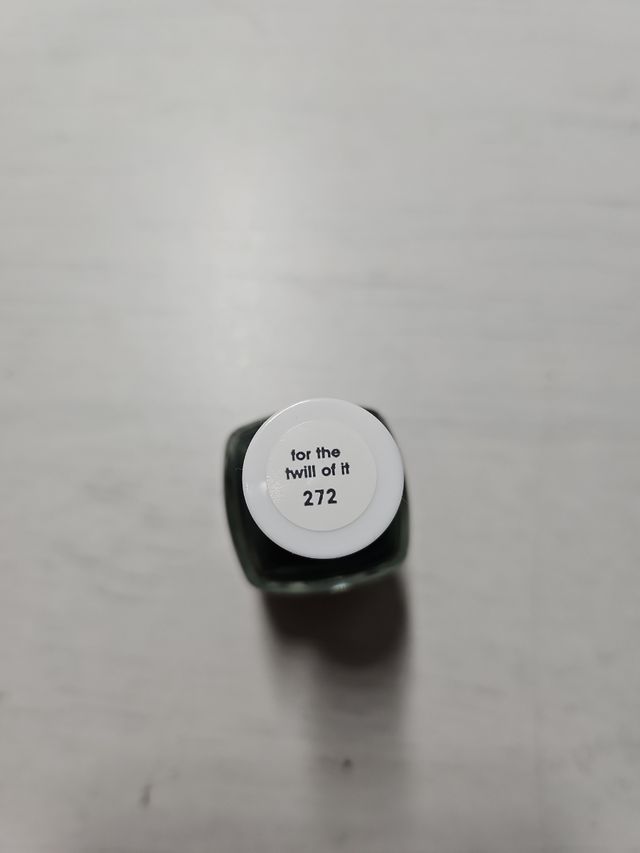 for the
twill of it
272